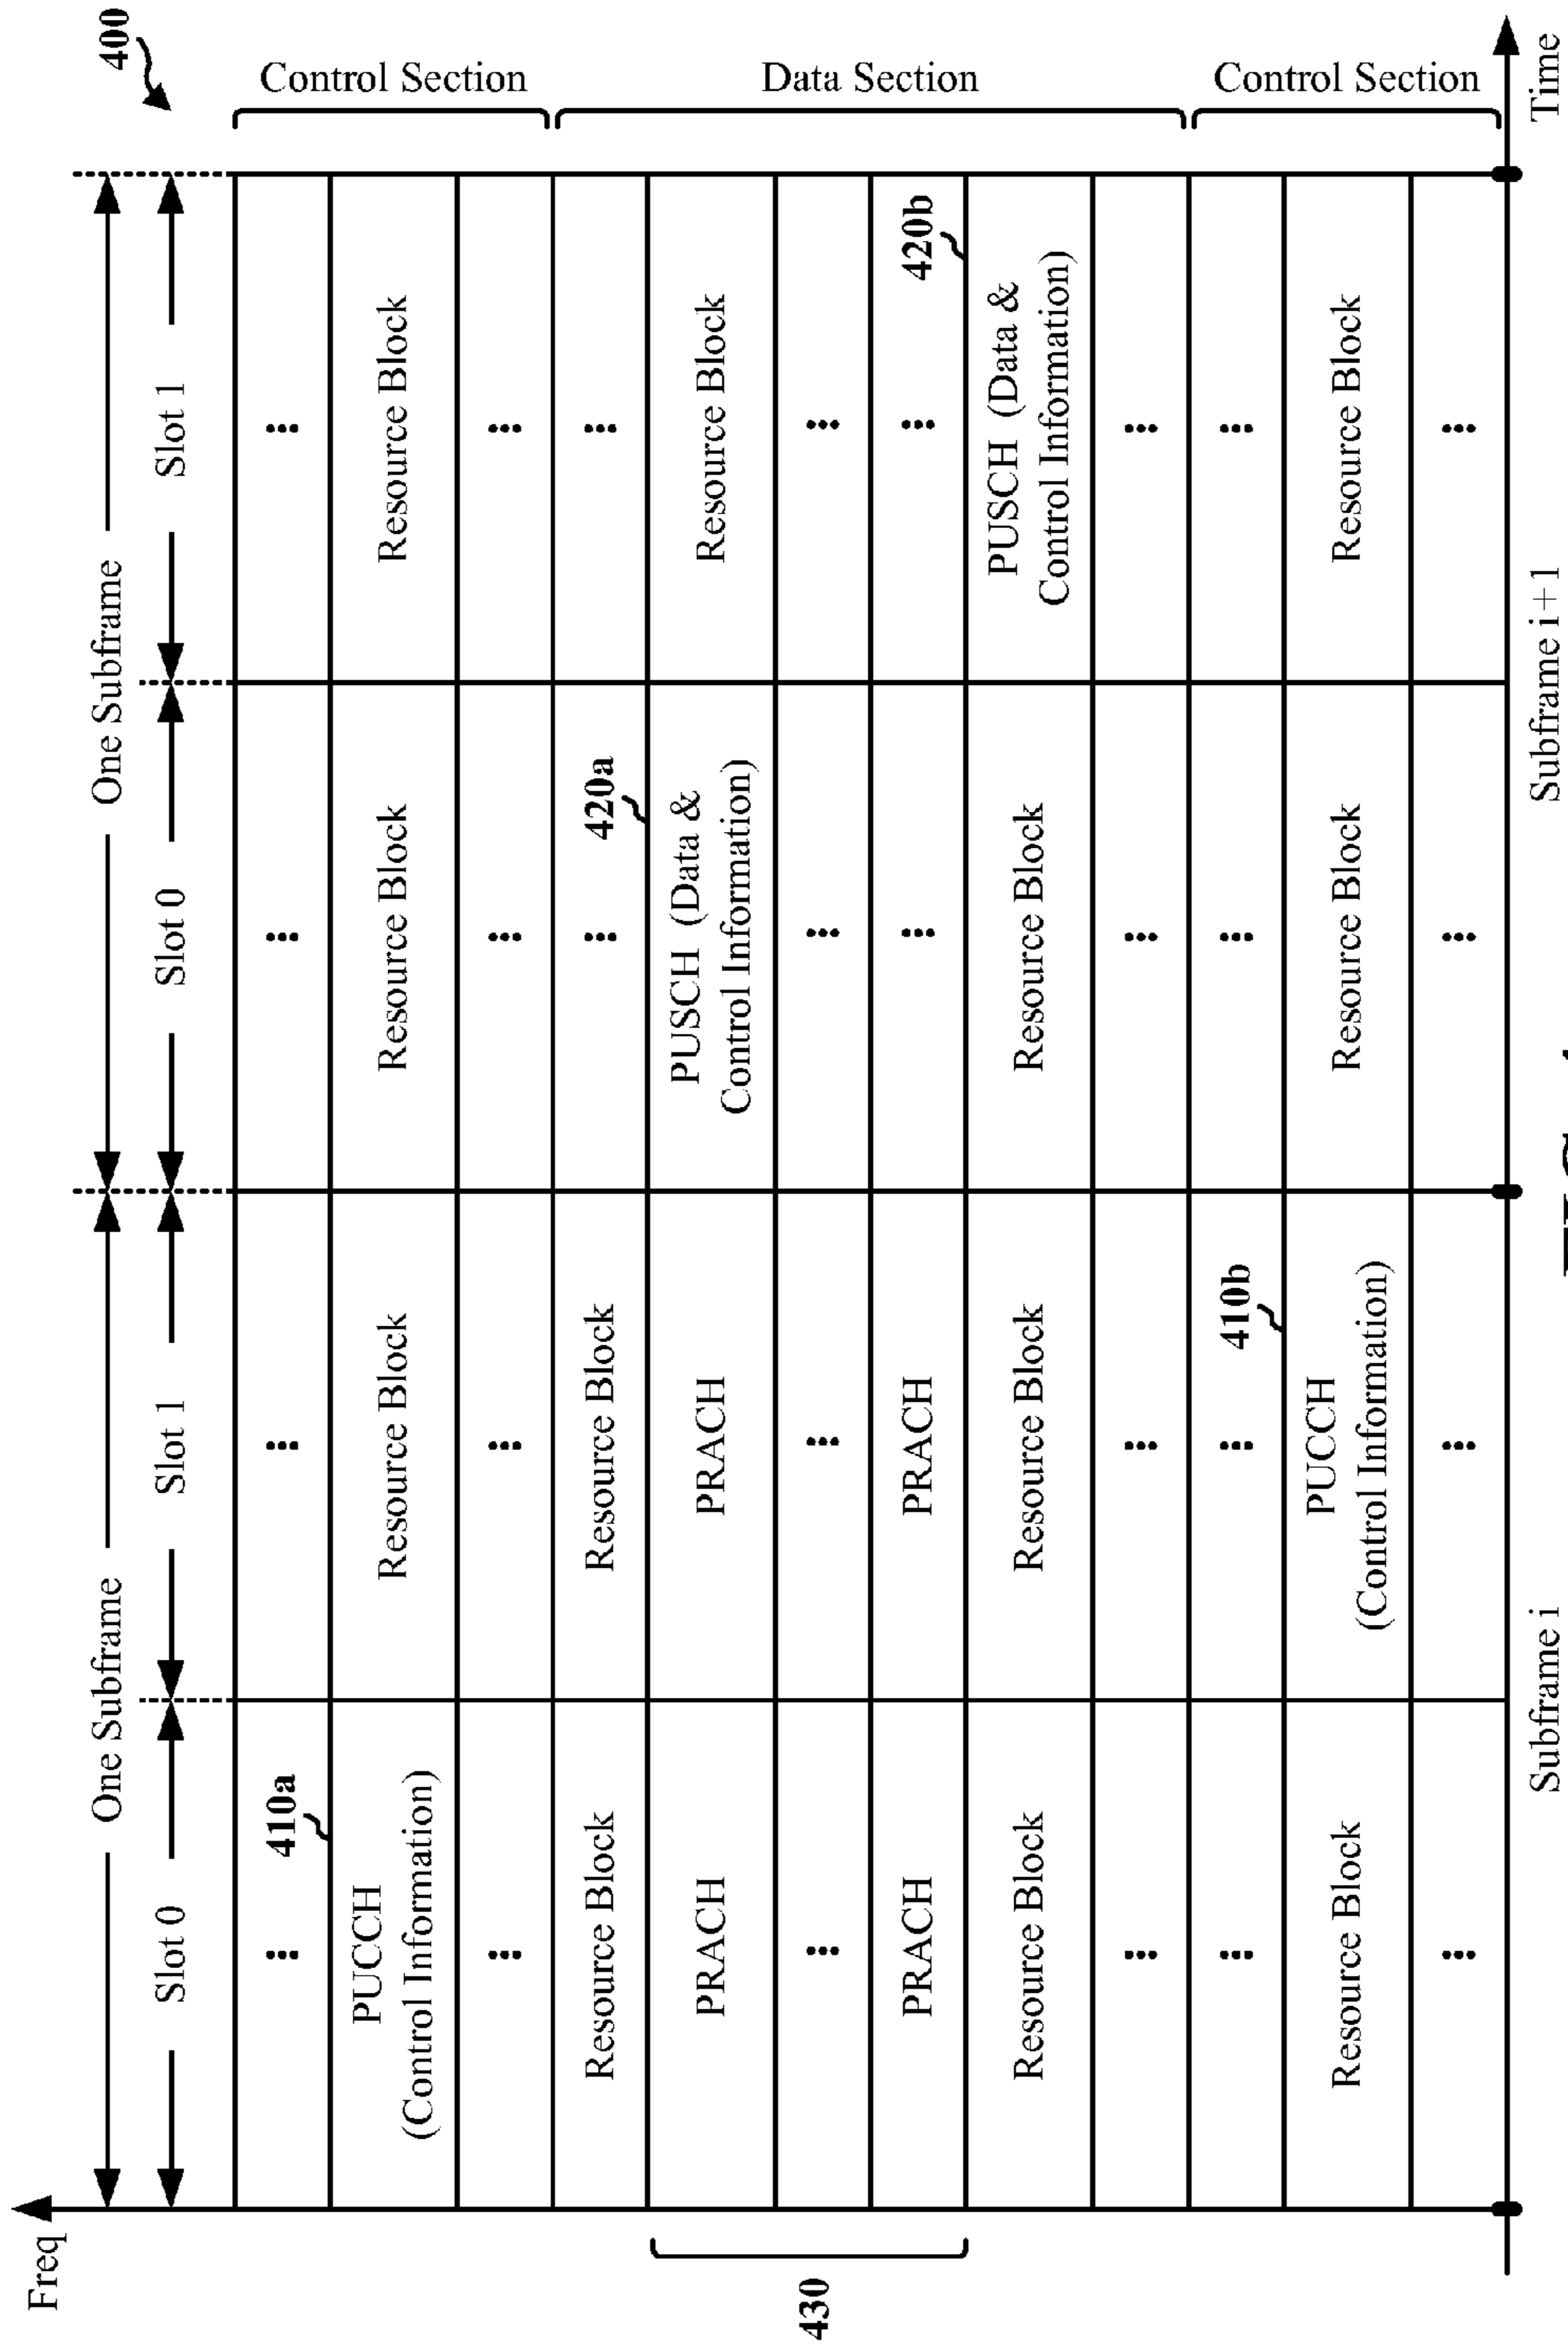 400
One Subframe
One Subframe
Slot 0
Slot 1
Slot 0
Slot 1
Freq
...
410a
...
...
...
Control Section
PUCCH
(Control Information)
Resource Block
Resource Block
Resource Block
...
...
...
...
Resource Block
Resource Block
...
420a
...
Data Section
430
PRACH
PRACH
PUSCH (Data &
Control Information)
Resource Block
...
...
...
...
PRACH
PRACH
...
...
420b
Resource Block
Resource Block
Resource Block
PUSCH (Data &
Control Information)
...
...
...
...
...
...
410b
...
...
Control Section
Resource Block
PUCCH
(Control Information)
Resource Block
Resource Block
...
...
...
...
Subframe i
Subframe i+1
Time